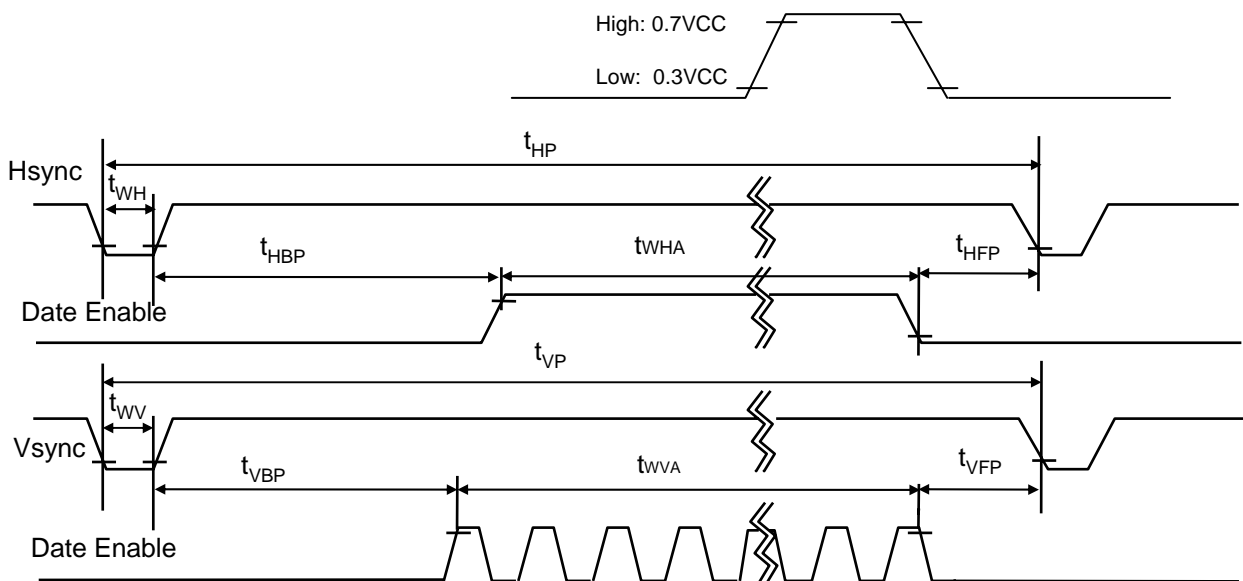 High: 0.7VCC
Low: 0.3VCC
tHP
Hsync
tWH
tHBP
tWHA
tHFP
Date Enable
tVP
tWV
Vsync
tVBP
tWVA
tVFP
Date Enable